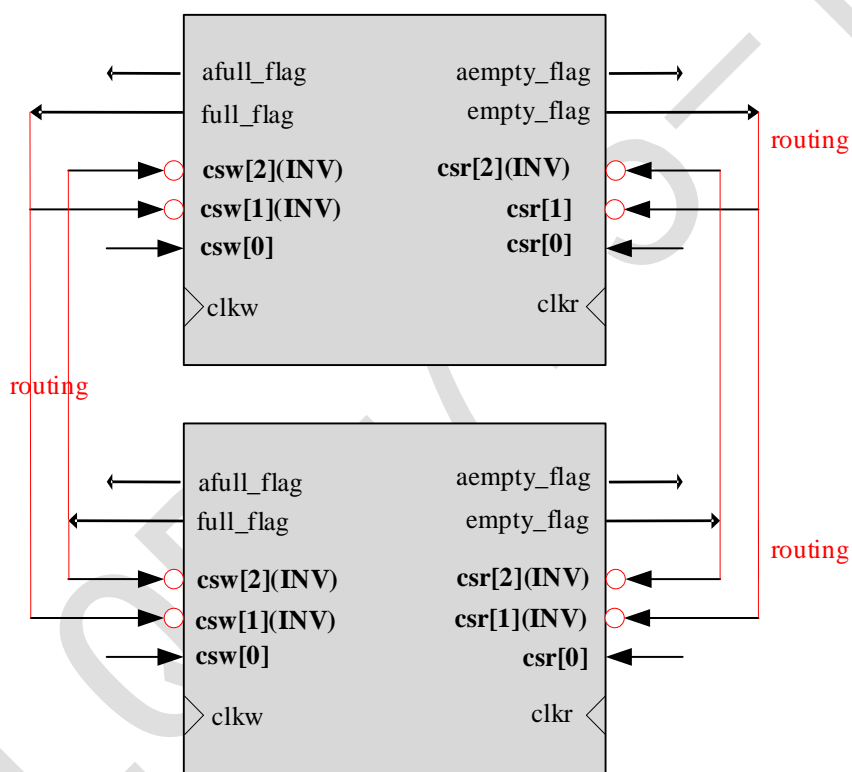 afull_flag aempty_flag
full_flag empty_flag
routing
csw[2](INV) csr[2](INV)
csw[1](INV) csr[1]
csw[0] csr[0]
clkw clkr
routing
afull_flag aempty_flag
full_flag empty_flag
routing
csw[2](INV) csr[2](INV)
csw[1](INV) csr[1](INV)
csw[0] csr[0]
clkw clkr